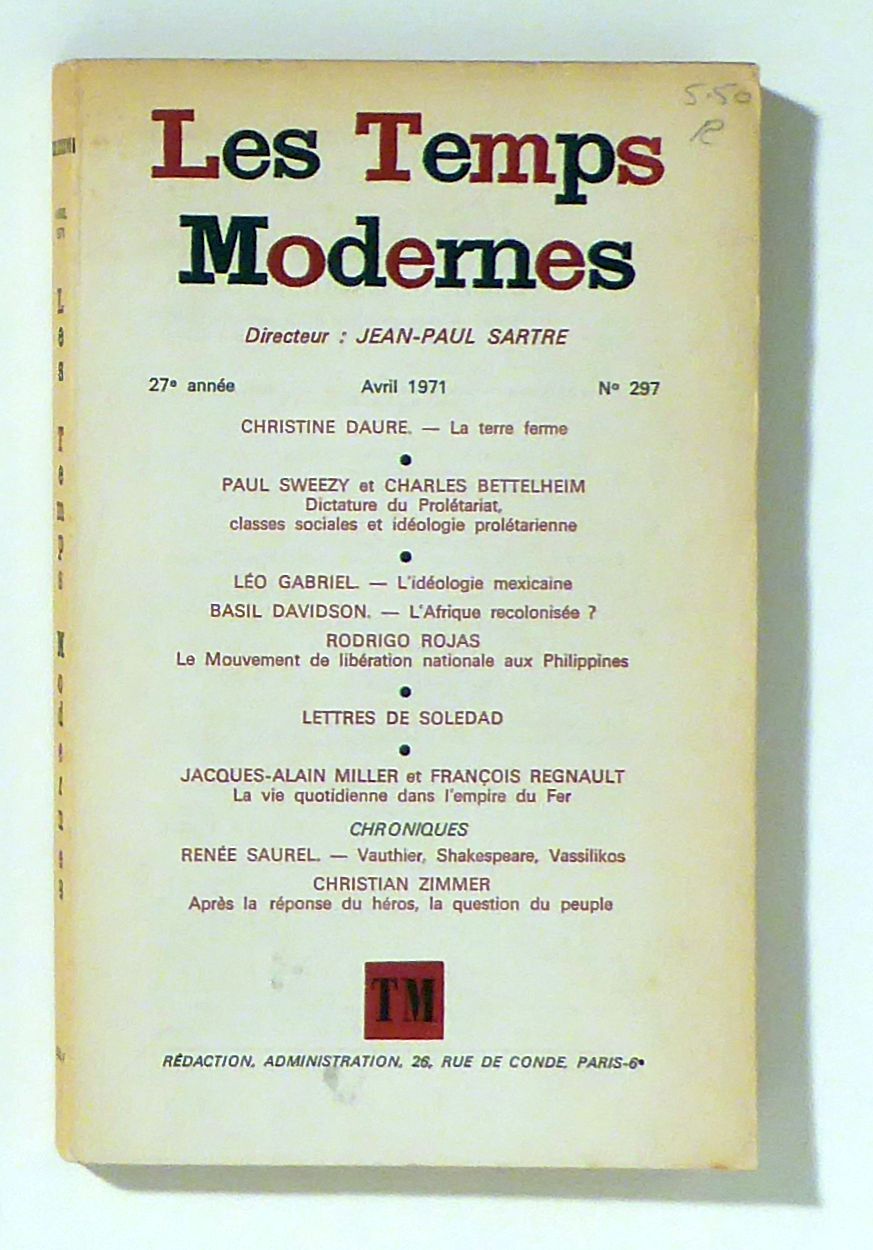 Les Temps
Modernes
Directeur : JEAN-PAUL SARTRE
27e année Avril 1971 No 297
CHRISTINE DAURE. — La terre ferme
●
PAUL SWEEZY et CHARLES BETTELHEIM
Dictature du Prolétariat,
classes sociales et idéologie prolétarienne
●
LÉO GABRIEL. — L'idéologie mexicaine
BASIL DAVIDSON. — L'Afrique recolonisée ?
RODRIGO ROJAS
Le Mouvement de libération nationale aux Philippines
●
LETTRES DE SOLEDAD
●
JACQUES-ALAIN MILLER et FRANÇOIS REGNAULT
La vie quotidienne dans l'empire du Fer
CHRONIQUES
RENÉE SAUREL. — Vauthier, Shakespeare, Vassilikos
CHRISTIAN ZIMMER
Après la réponse du héros, la question du peuple
TM
RÉDACTION, ADMINISTRATION, 26, RUE DE CONDE, PARIS-6e
5.50
R
Les Temps Modernes